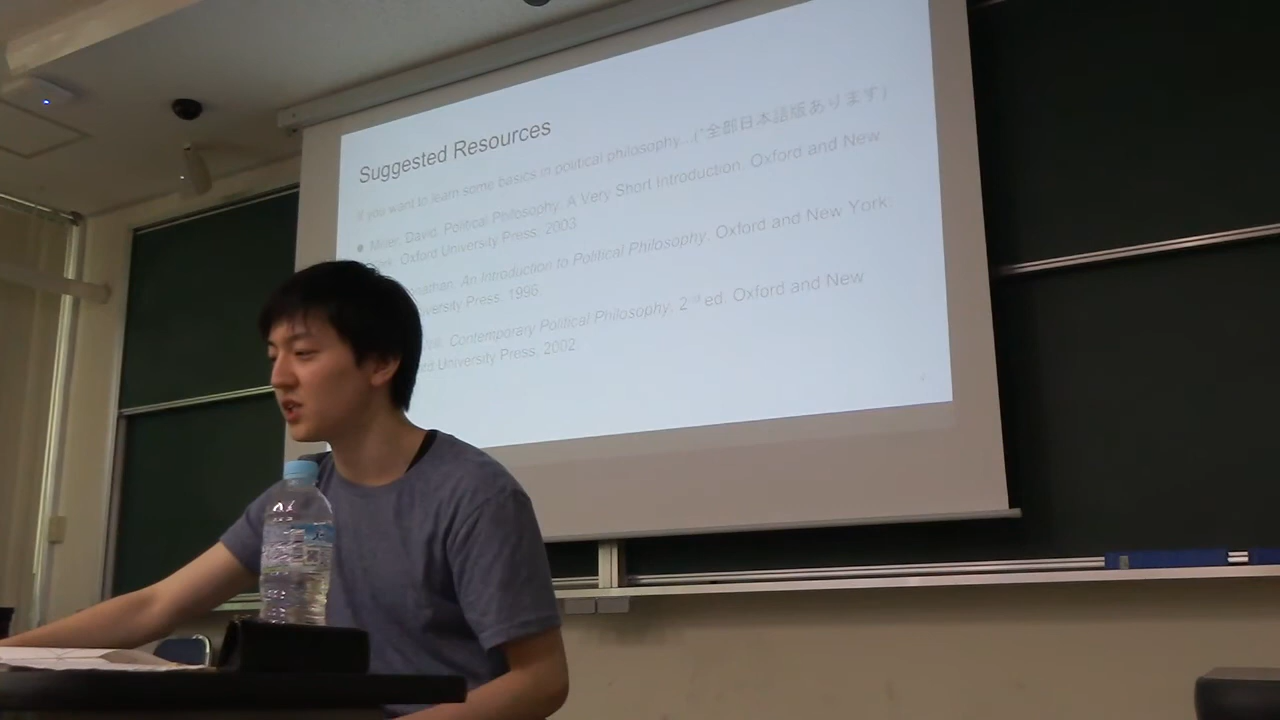 Suggested Resources
If you want to learn some basics in political philosophy...(*全部日本語版あります)
Miller, David. Political Philosophy: A Very Short Introduction. Oxford and New
Oxford University Press, 2003.
An Introduction to Political Philosophy. Oxford and New York:
University Press, 1996.
Contemporary Political Philosophy. 2nd ed. Oxford and New
University Press, 2002